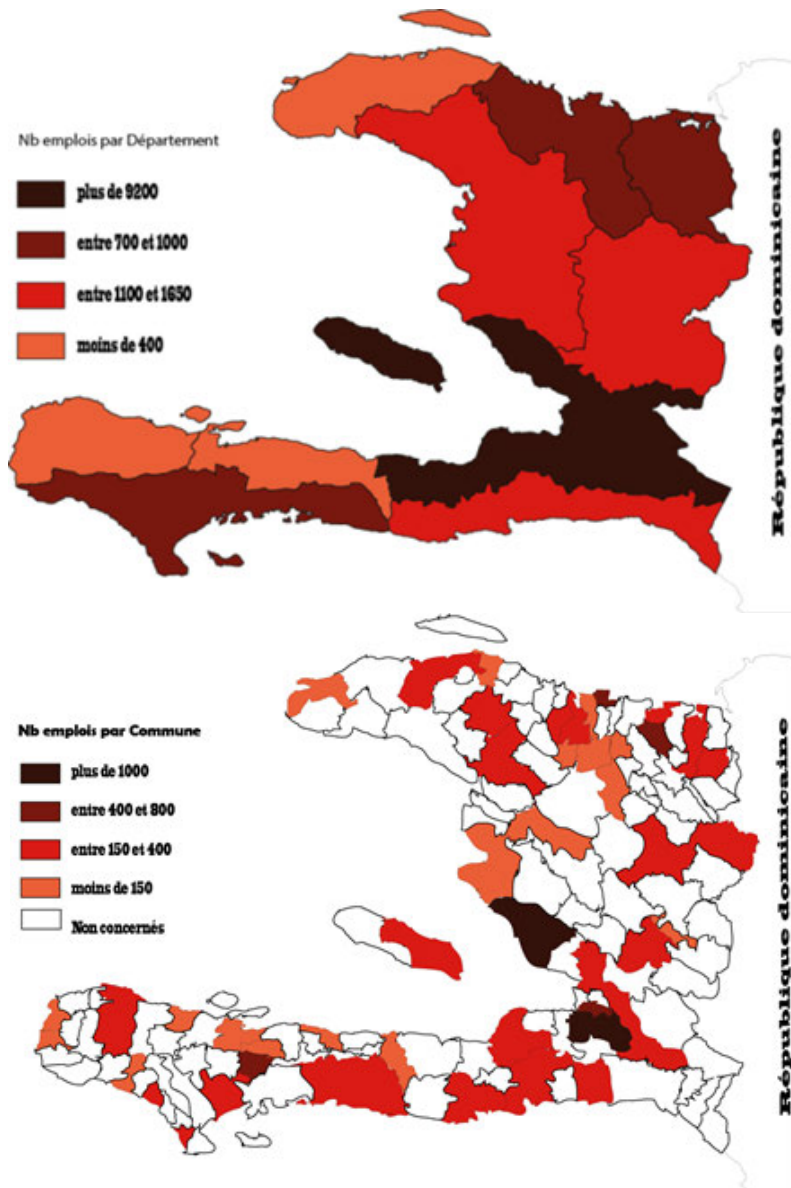 Nb emplois par Département
plus de 9200
entre 700 et 1000
entre 1100 et 1650
moins de 400
République dominicaine
Nb emplois par Commune
plus de 1000
entre 400 et 800
entre 150 et 400
moins de 150
Non concernés
République dominicaine